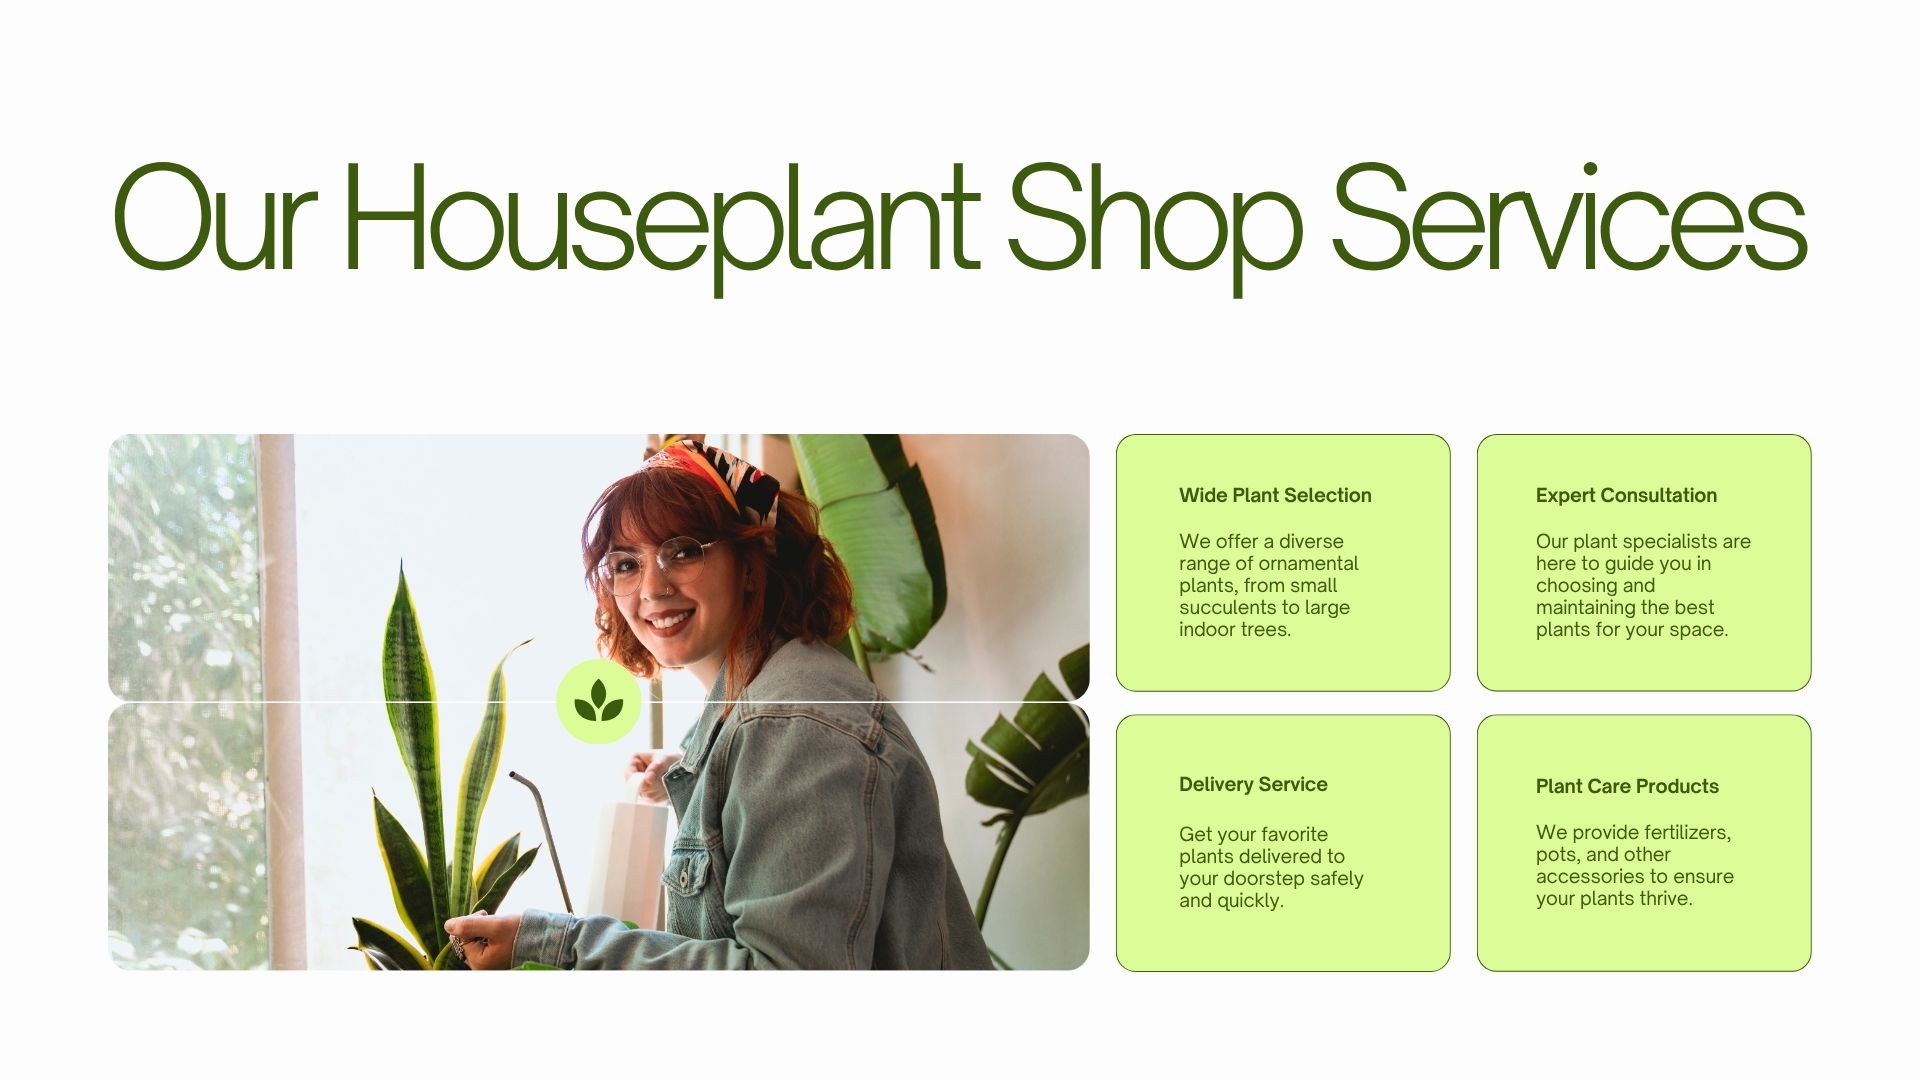 Our Houseplant Shop Services
Wide Plant Selection
We offer a diverse
range of ornamental
plants, from small
succulents to large
indoor trees.
Expert Consultation
Our plant specialists are
here to guide you in
choosing and
maintaining the best
plants for your space.
Delivery Service
Get your favorite
plants delivered to
your doorstep safely
and quickly.
Plant Care Products
We provide fertilizers,
pots, and other
accessories to ensure
your plants thrive.